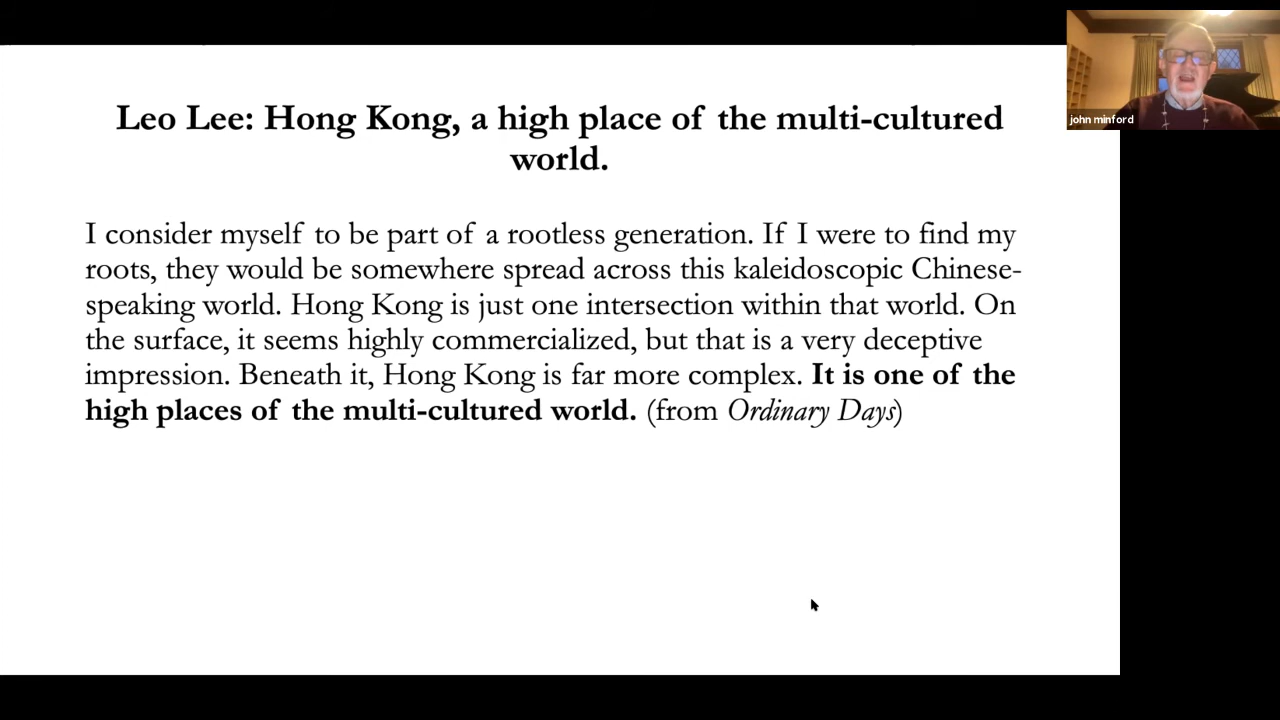 Leo Lee: Hong Kong, a high place of the multi-cultured
world.
I consider myself to be part of a rootless generation. If I were to find my
roots, they would be somewhere spread across this kaleidoscopic Chinese-
speaking world. Hong Kong is just one intersection within that world. On
the surface, it seems highly commercialized, but that is a very deceptive
impression. Beneath it, Hong Kong is far more complex. It is one of the
high places of the multi-cultured world. (from Ordinary Days)
john minford